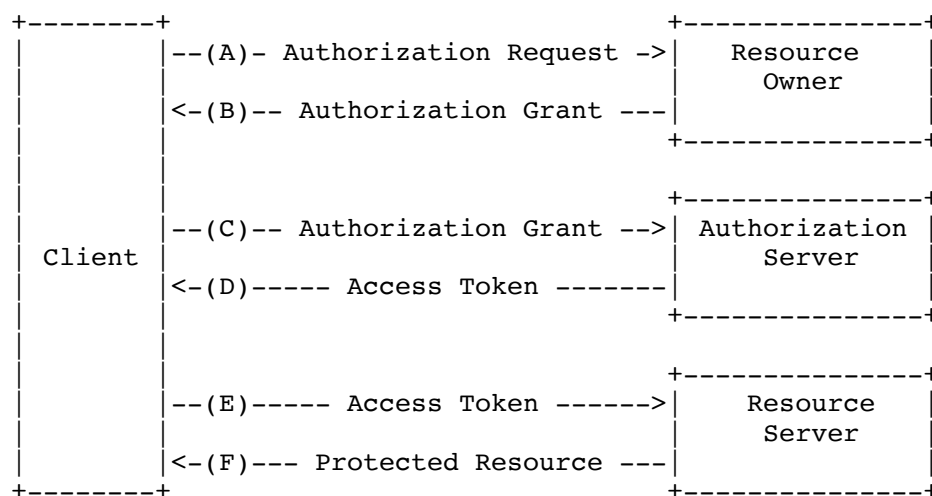 +--------+                               +---------------+
|        |--(A)- Authorization Request ->|   Resource    |
|        |                               |     Owner     |
|        |<-(B)-- Authorization Grant ---|               |
|        |                               +---------------+
|        |
|        |                               +---------------+
|        |--(C)-- Authorization Grant -->| Authorization |
| Client |                               |     Server    |
|        |<-(D)----- Access Token -------|               |
|        |                               +---------------+
|        |
|        |                               +---------------+
|        |--(E)----- Access Token ------>|    Resource   |
|        |                               |     Server    |
|        |<-(F)--- Protected Resource ---|               |
+--------+                               +---------------+